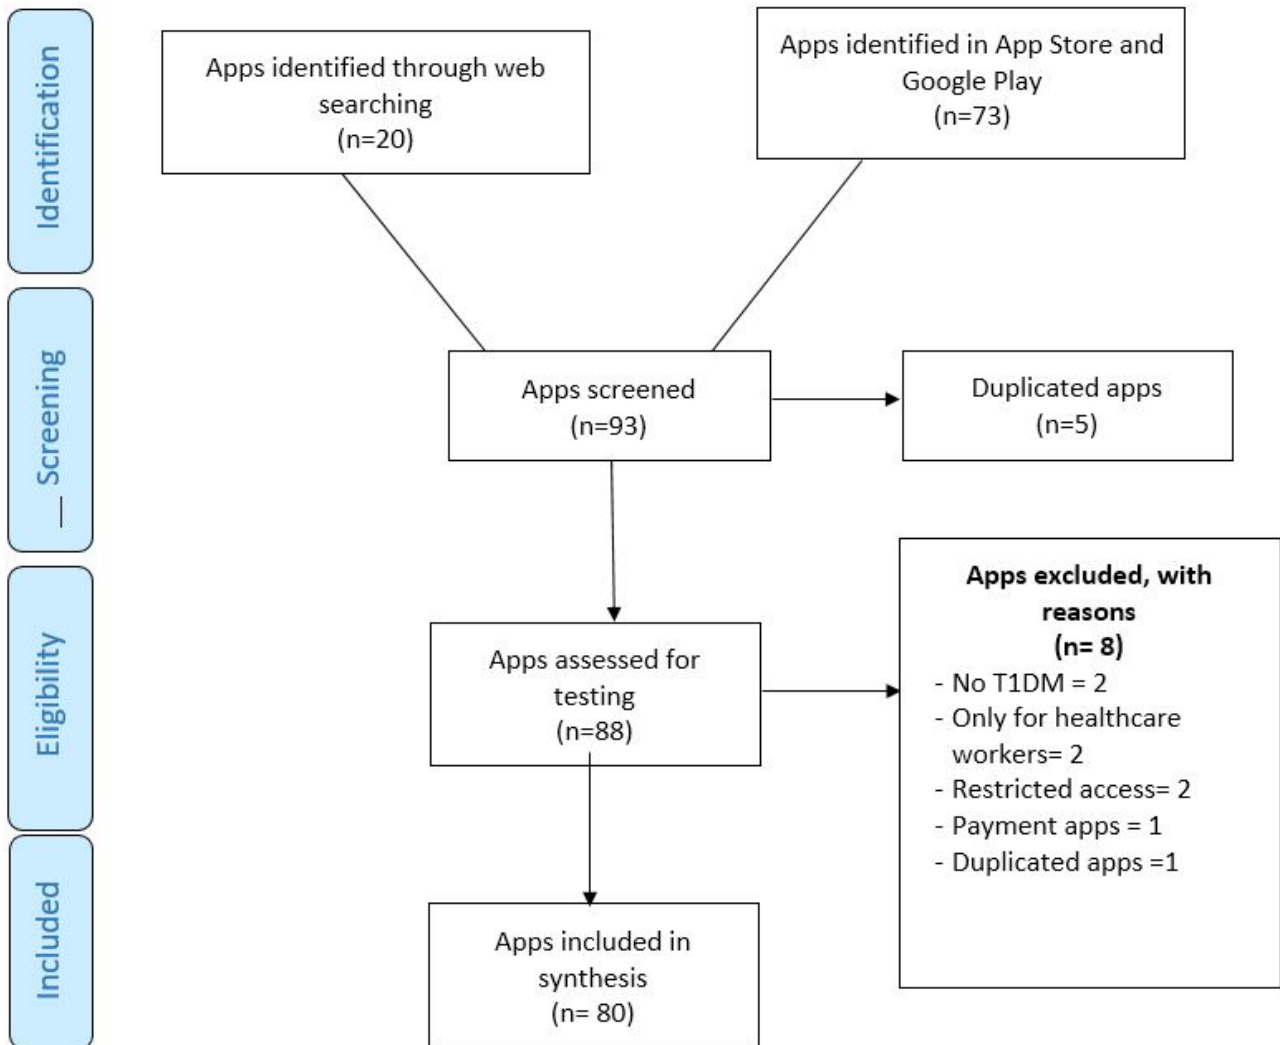 Identification
Apps identified through web
searching
(n=20)
Apps identified in App Store and
Google Play
(n=73)
Screening
Apps screened
(n=93)
Duplicated apps
(n=5)
Eligibility
Apps assessed for
testing
(n=88)
Apps excluded, with
reasons
(n= 8)
- No T1DM = 2
- Only for healthcare
workers= 2
- Restricted access= 2
- Payment apps = 1
- Duplicated apps =1
Included
Apps included in
synthesis
(n= 80)